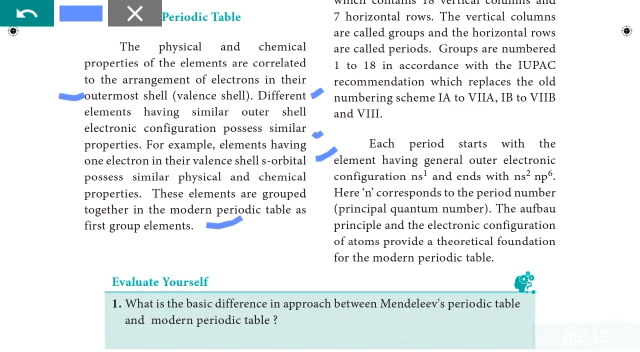 Periodic Table
The physical and chemical
properties of the elements are correlated
to the arrangement of electrons in their
outermost shell (valence shell). Different
elements having similar outer shell
electronic configuration possess similar
properties. For example, elements having
one electron in their valence shell s-orbital
possess similar physical and chemical
properties. These elements are grouped
together in the modern periodic table as
first group elements.
which contains 18 vertical columns and
7 horizontal rows. The vertical columns
are called groups and the horizontal rows
are called periods. Groups are numbered
1 to 18 in accordance with the IUPAC
recommendation which replaces the old
numbering scheme IA to VIIA, IB to VIIB
and VIII.
Each period starts with the
element having general outer electronic
configuration ns¹ and ends with ns² np⁶.
Here ‘n’ corresponds to the period number
(principal quantum number). The aufbau
principle and the electronic configuration
of atoms provide a theoretical foundation
for the modern periodic table.
Evaluate Yourself
1. What is the basic difference in approach between Mendeleev's periodic table
and modern periodic table ?
03:43